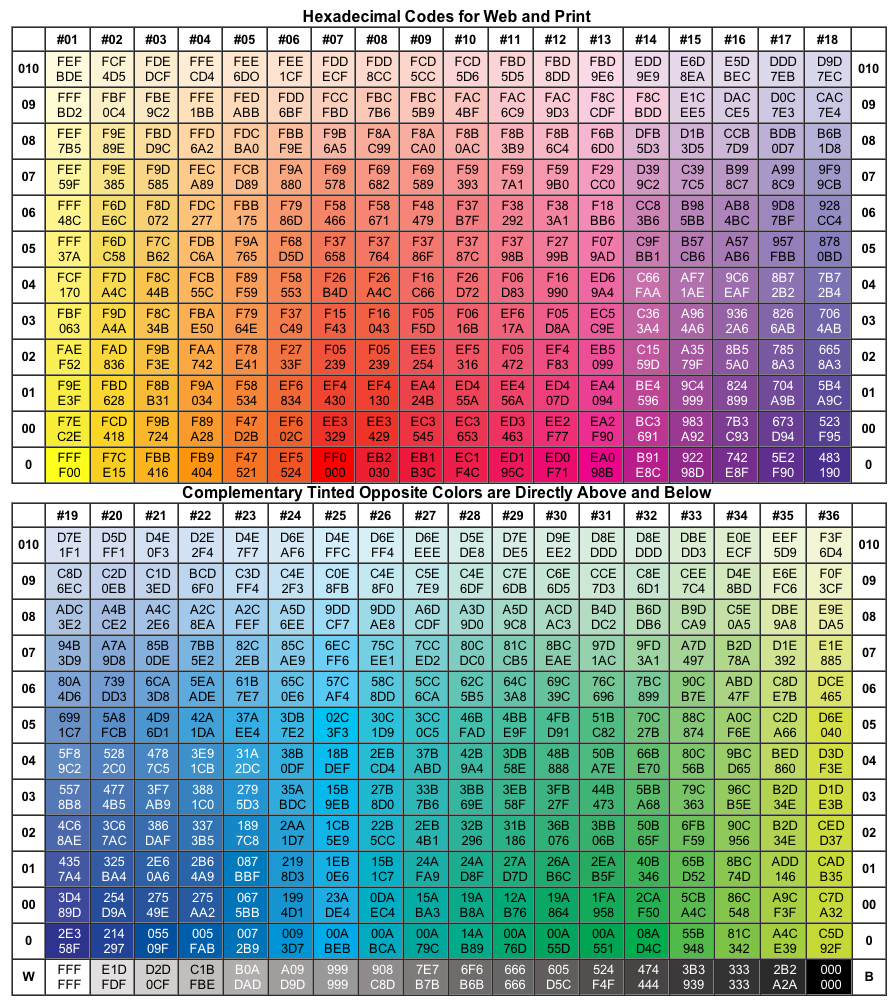 Hexadecimal Codes for Web and Print
#01 #02 #03 #04 #05 #06 #07 #08 #09 #10 #11 #12 #13 #14 #15 #16 #17 #18
010 FEF FCF FDE FFE FEE FEE FDD FDD FCD FCD FBD FBD FBD EDD E6D E5D DDD D9D 010
BDE 4D5 DCF CD4 6DO 1CF ECF 8CC 5CC 5D6 5D5 8DD 9E6 9E9 8EA BEC 7EB 7EC
09 FFF FBF FBE FFE FED FDD FCC FBC FBC FAC FAC FAC F8C F8C E1C DAC D0C CAC 09
BD2 0C4 9C2 1BB ABB 6BF FBD 7B6 5B9 4BF 6C9 9D3 CDF BDD EE5 CE5 7E3 7E4
08 FEF F9E FBD FFD FDC FBB F9B F8A F8A F8B F8B F8B F6B DFB D1B CCB BDB B6B 08
7B5 89E D9C 6A2 BA0 F9E 6A5 C99 CA0 0AC 3B9 6C4 6D0 5D3 3D5 7D9 0D7 1D8
07 FEF F9E F9D FEC FCB F9A F69 F69 F69 F59 F59 F59 F29 D39 C39 B99 A99 9F9 07
59F 385 585 A89 D89 880 578 682 589 393 7A1 9B0 CC0 9C2 7C5 8C7 8C9 9CB
06 FFF F6D F8D FDC FBB F79 F58 F58 F48 F37 F38 F38 F18 CC8 B98 AB8 9D8 928 06
48C E6C 072 277 175 86D 466 671 479 B7F 292 3A1 BB6 3B6 5BB 4BC 7BF CC4
05 FFF F6D F7C FDB F9A F68 F37 F37 F37 F37 F37 F27 F07 C9F B57 A57 957 878 05
37A C58 B62 C6A 765 D5D 658 764 86F 87C 98B 99B 9AD BB1 CB6 AB6 FBB 0BD
04 FCF F7D F8C FCB F89 F58 F26 F26 F16 F26 F06 F16 ED6 C66 AF7 9C6 8B7 7B7 04
170 A4C 44B 55C F59 553 B4D A4C C66 D72 D83 990 9A4 FAA 1AE EAF 2B2 2B4
03 FBF F9D F8C FBA F79 F37 F15 F16 F05 F06 EF6 F05 EC5 C36 A96 936 826 706 03
063 A4A 34B E50 64E C49 F43 043 F5D 16B 17A D8A C9E 3A4 4A6 2A6 6AB 4AB
02 FAE FAD F9B FAA F78 F27 F05 F05 EE5 EF5 F05 EF4 EB5 C15 A35 8B5 785 665 02
F52 836 F3E 742 E41 33F 239 239 254 316 472 F83 099 59D 79F 5A0 8A3 8A3
01 F9E FBD F8B F9A F58 EF6 EF4 EF4 EA4 ED4 EE4 ED4 EA4 BE4 9C4 824 704 5B4 01
E3F 628 B31 034 534 834 430 130 24B 55A 56A 07D 094 596 999 899 A9B A9C
00 F7E FCD F9B F89 F47 EF6 EE3 EE3 EC3 EC3 ED3 EE2 EA2 BC3 983 7B3 673 523 00
C2E 418 724 A28 D2B 02C 329 429 545 653 463 F77 F90 691 A92 C93 D94 F95
0 FFF F7C FBB FB9 F47 EF5 FF0 EB2 EB1 EC1 ED1 ED0 EA0 B91 922 742 5E2 483 0
F00 E15 416 404 521 524 000 030 B3C F4C 95C F71 98B E8C 98D E8F F90 190
Complementary Tinted Opposite Colors are Directly Above and Below
#19 #20 #21 #22 #23 #24 #25 #26 #27 #28 #29 #30 #31 #32 #33 #34 #35 #36
010 D7E D5D D4E D2E D4E D6E D4E D6E D6E D5E D7E D9E D8E D8E DBE E0E EEF F3F 010
1F1 FF1 0F3 2F4 7F7 AF6 FFC FF4 EEE DE8 DE5 EE2 DDD DDD DD3 ECF 5D9 6D4
09 C8D C2D C1D BCD C3D C4E C0E C4E C5E C4E C7E C6E CCE C8E CEE D4E E6E F0F 09
6EC 0EB 3ED 6F0 FF4 2F3 8FB 8F0 7E9 6DF 6DB 6D5 7D3 6D1 7C4 8BD FC6 3CF
08 ADC A4B A4C A2C A2C A5D 9DD 9DD A6D A3D A5D ACD B4D B6D B9D C5E DBE E9E 08
3E2 CE2 2E6 8EA FEF 6EE CF7 AE8 CDF 9D0 9C8 AC3 DC2 DB6 CA9 0A5 9A8 DA5
07 94B A7A 85B 7BB 82C 85C 6EC 75C 7CC 80C 81C 8BC 97D 9FD A7D B2D D1E E1E 07
3D9 9D8 0DE 5E2 2EB AE9 FF6 EE1 ED2 DC0 CB5 EAE 1AC 3A1 497 78A 392 885
06 80A 739 6CA 5EA 61B 65C 57C 58C 5CC 62C 64C 69C 76C 7BC 90C ABD C8D DCE 06
4D6 DD3 3D8 ADE 7E7 0E6 AF4 8DD 6CA 5B5 3A8 39C 696 899 B7E 47F E7B 465
05 699 5A8 4D9 42A 37A 3DB 02C 30C 3CC 46B 4BB 4FB 51B 70C 88C A0C C2D D6E 05
1C7 FCB 6D1 1DA EE4 7E2 3F3 1D9 0C5 FAD E9F D91 C82 27B 874 F6E A66 040
04 5F8 528 478 3E9 31A 38B 18B 2EB 37B 42B 3DB 48B 50B 66B 80C 9BC BED D3D 04
9C2 2C0 7C5 1CB 2DC 0DF DEF CD4 ABD 9A4 58E 888 A7E E70 56B D65 860 F3E
03 557 477 3F7 388 279 35A 15B 27B 33B 3BB 3EB 3FB 44B 5BB 79C 96C B2D D1D 03
8B8 4B5 AB9 1C0 5D3 BDC 9EB 8D0 7B6 69E 58F 27F 473 A68 363 B5E 34E E3B
02 4C6 3C6 386 337 189 2AA 1CB 22B 2EB 32B 31B 36B 3BB 50B 6FB 90C B2D CED 02
8AE 7AC DAF 3B5 7C8 1D7 5E9 5CC 4B1 296 186 076 06B 65F F59 956 34E D37
01 435 325 2E6 2B6 087 219 1EB 15B 24A 24A 27A 26A 2EA 40B 65B 8BC ADD CAD 01
7A4 BA4 0A6 4A9 BBF 8D3 0E6 1C7 FA9 D8F D7D B6C B5F 346 D52 74D 146 B35
00 3D4 254 275 275 067 199 23A 0DA 15A 19A 12A 19A 1FA 2CA 5CB 86C A9C C7D 00
89D D9A 49E AA2 5BB 4D1 DE4 EC4 BA3 B8A B76 864 958 F50 A4C 548 F3F A32
0 2E3 214 055 005 007 009 00A 00A 00A 14A 00A 00A 00A 08A 55B 81C A4C C5D 0
58F 297 09F FAB 2B9 3D7 BEB BCA 79C B89 76D 55D 551 D4C 948 342 E39 92F
W FFF E1D D2D C1B B0A A09 999 908 7E7 6F6 666 605 524 474 3B3 333 2B2 000 B
FFF FDF 0CF FBE DAD D9D 999 C8D B7B B6B 666 D5C F4F 444 939 333 A2A 000